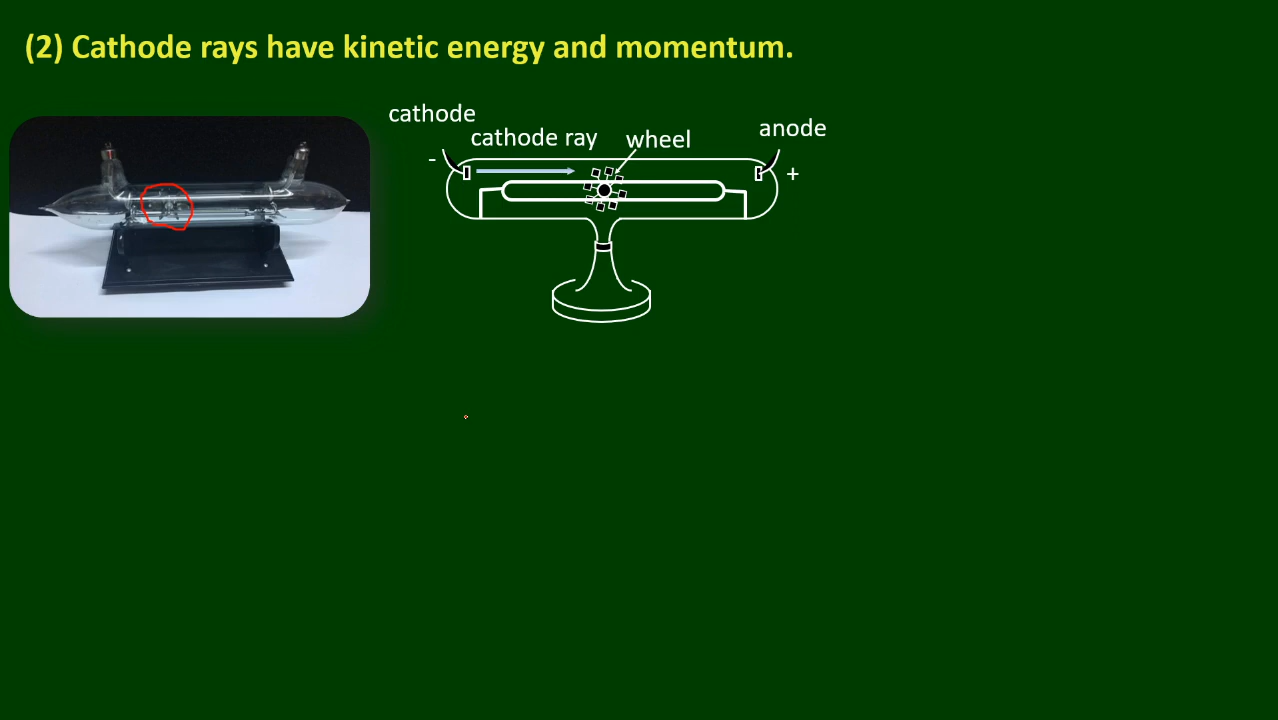 (2) Cathode rays have kinetic energy and momentum.
cathode
cathode ray
wheel
anode
-
+